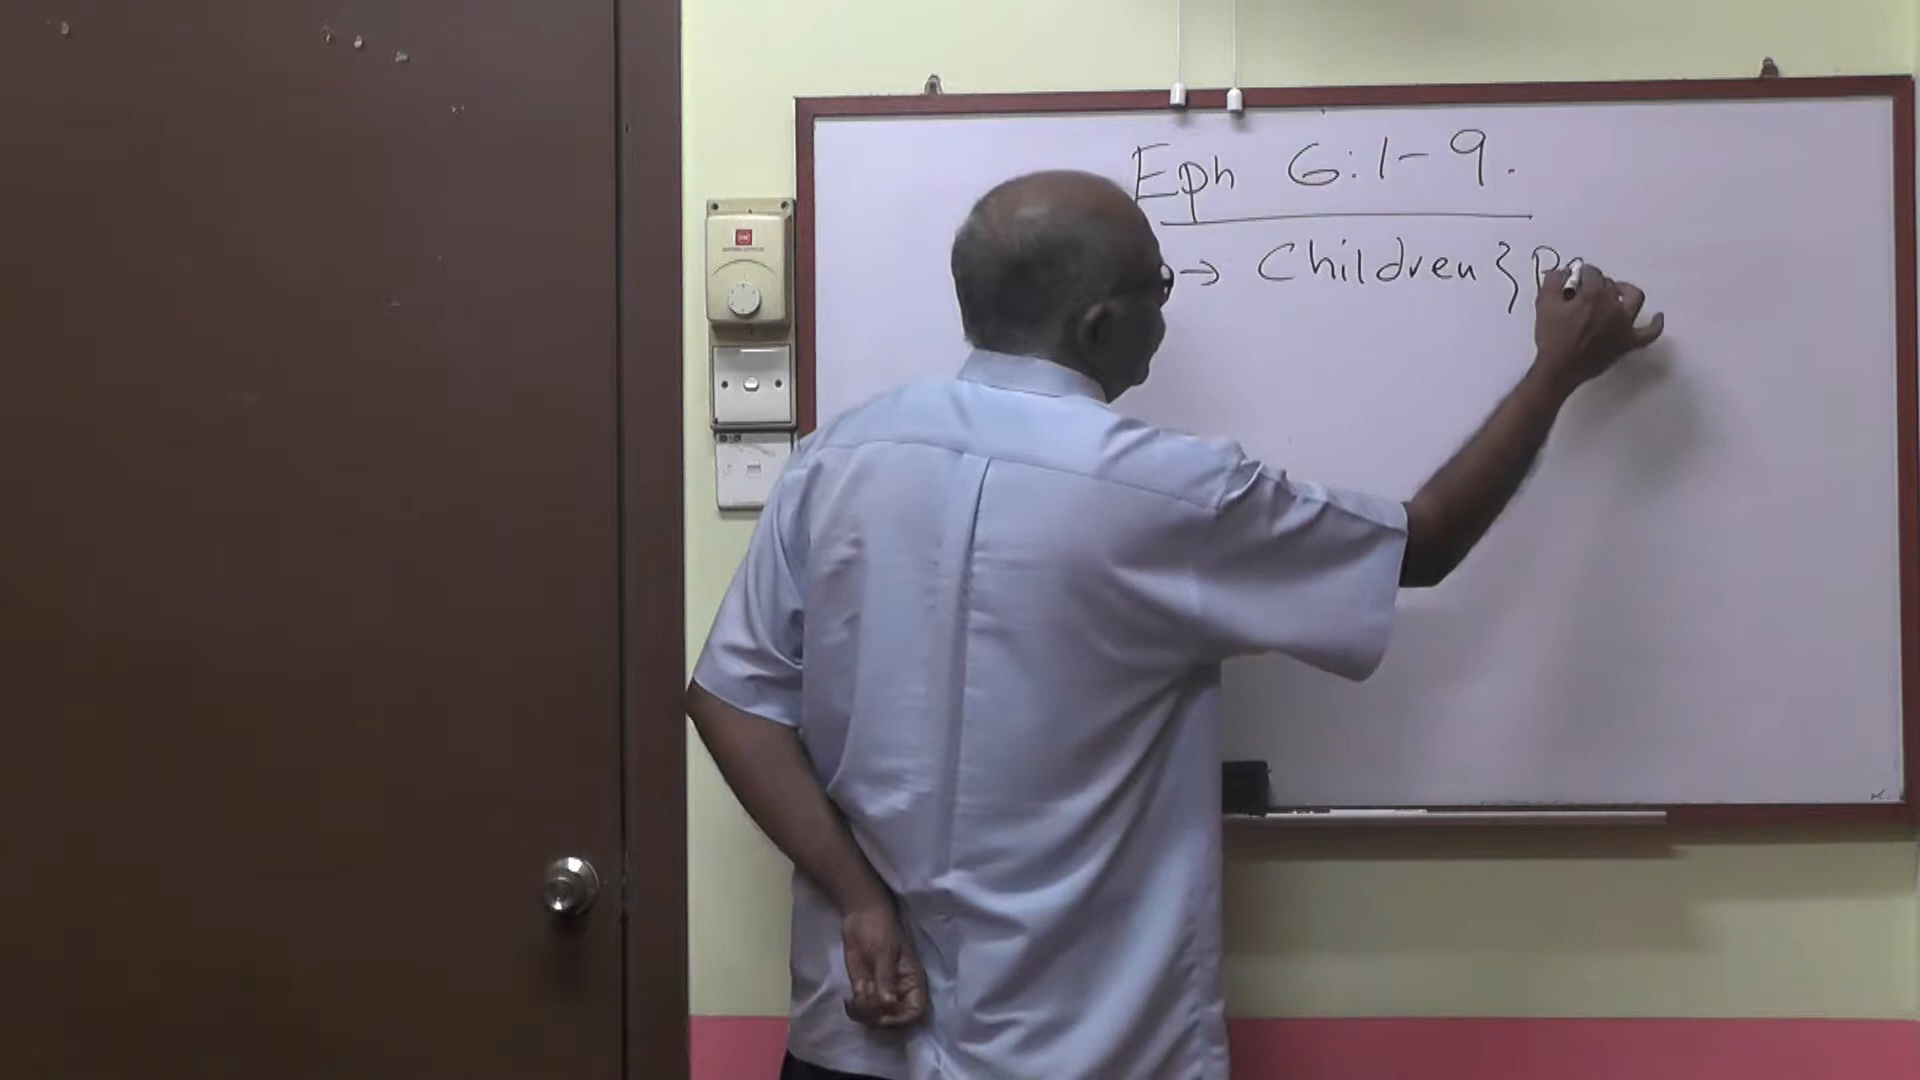 Eph 6:1-9.
→ Children }